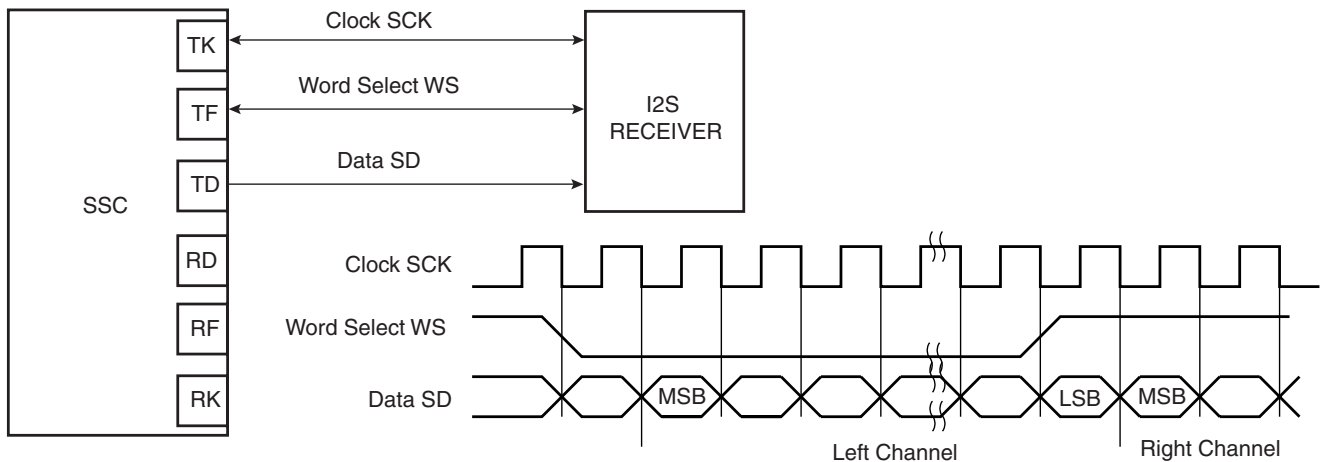 Clock SCK
TK
Word Select WS
TF
I2S
RECEIVER
Data SD
TD
SSC
RD
RF
RK
Clock SCK
Word Select WS
Data SD
MSB
LSB
MSB
Left Channel
Right Channel